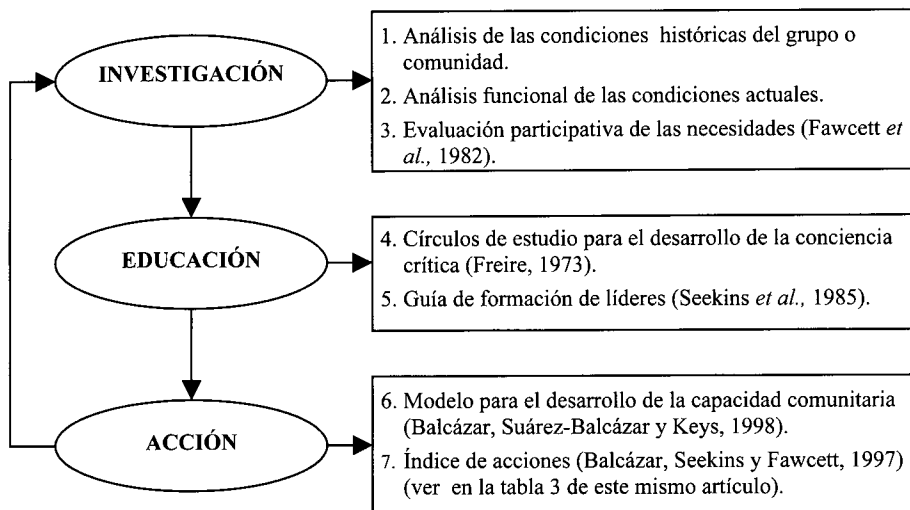 INVESTIGACIÓN
1. Análisis de las condiciones históricas del grupo o
comunidad.
2. Análisis funcional de las condiciones actuales.
3. Evaluación participativa de las necesidades (Fawcett et
al., 1982).
EDUCACIÓN
4. Círculos de estudio para el desarrollo de la conciencia
crítica (Freire, 1973).
5. Guía de formación de líderes (Seekins et al., 1985).
ACCIÓN
6. Modelo para el desarrollo de la capacidad comunitaria
(Balcázar, Suárez-Balcázar y Keys, 1998).
7. Índice de acciones (Balcázar, Seekins y Fawcett, 1997)
(ver en la tabla 3 de este mismo artículo).